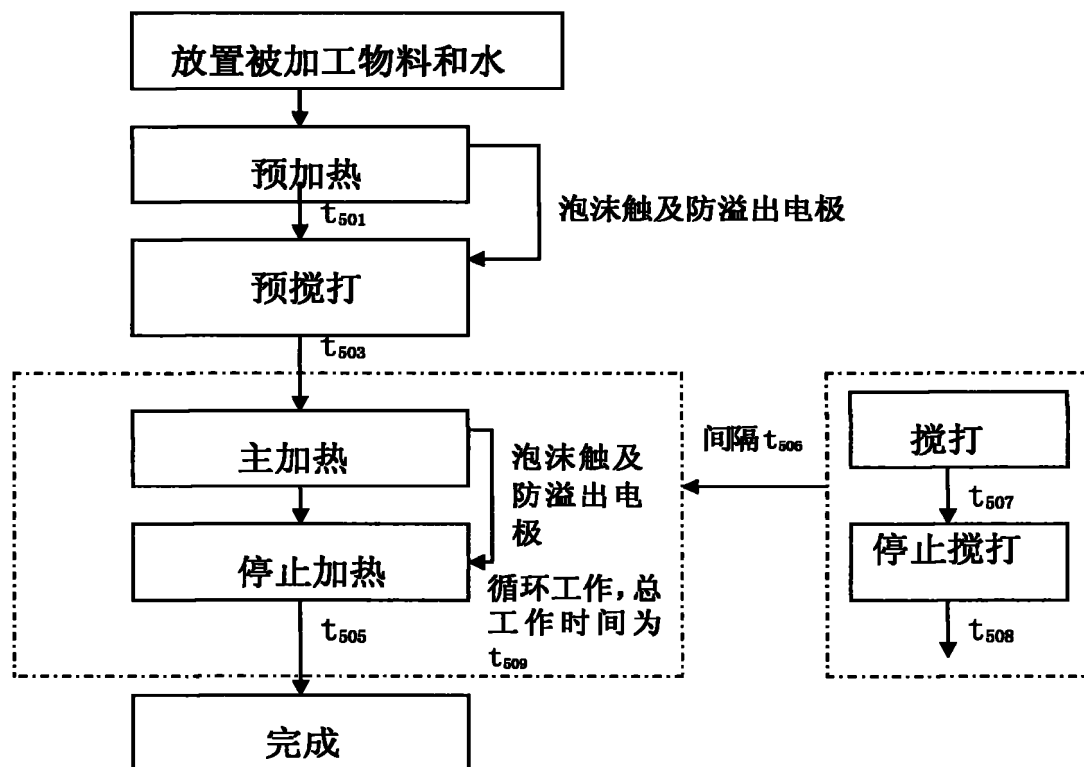 放置被加工物料和水
预加热
t501
泡沫触及防溢出电极
预搅打
t503
主加热
泡沫触及
防溢出电
极
停止加热
循环工作，总
工作时间为
t509
t505
完成
间隔t506
搅打
t507
停止搅打
t508